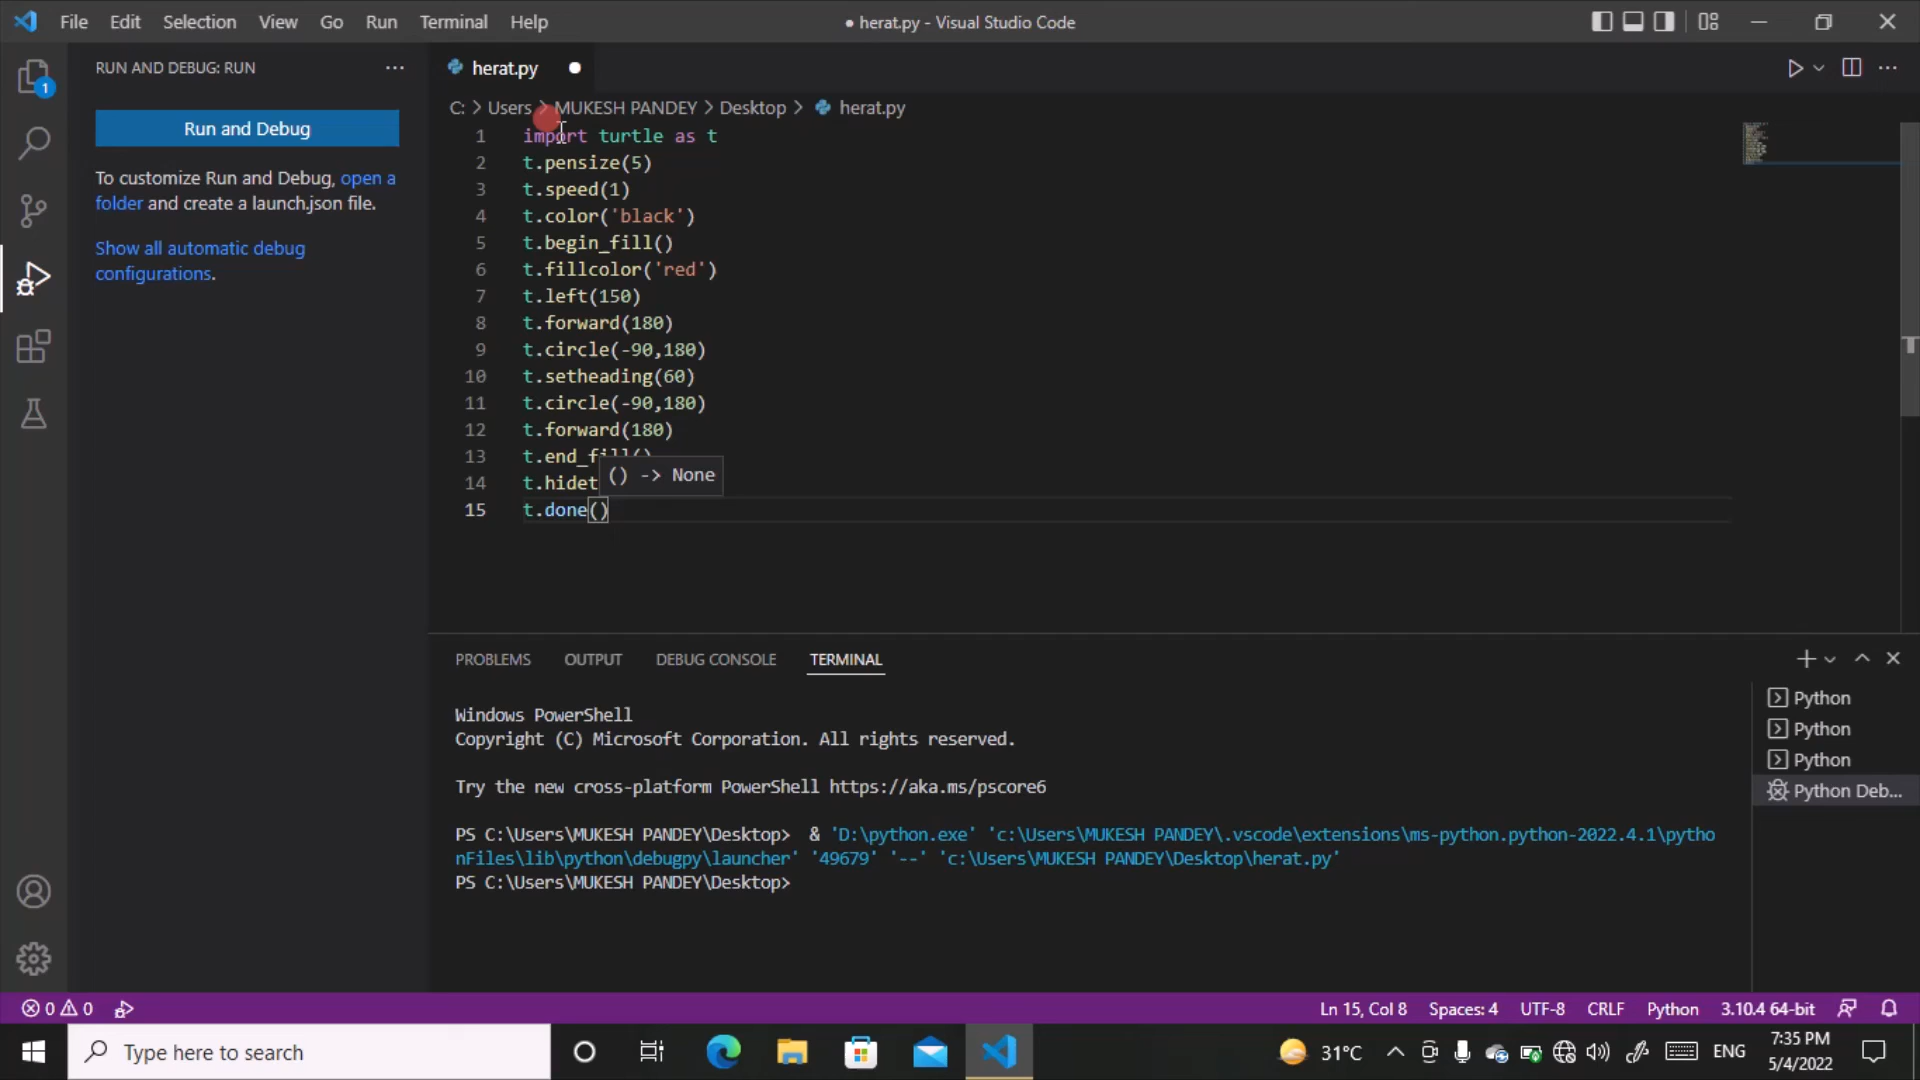 File Edit Selection View Go Run Terminal Help
● herat.py - Visual Studio Code
RUN AND DEBUG: RUN
Run and Debug
To customize Run and Debug, open a
folder and create a launch.json file.
Show all automatic debug
configurations.
1
herat.py
C: > Users > MUKESH PANDEY > Desktop > herat.py
1 import turtle as t
2 t.pensize(5)
3 t.speed(1)
4 t.color('black')
5 t.begin_fill()
6 t.fillcolor('red')
7 t.left(150)
8 t.forward(180)
9 t.circle(-90,180)
10 t.setheading(60)
11 t.circle(-90,180)
12 t.forward(180)
13 t.end_fill()
14 t.hidet
() -> None
15 t.done()
PROBLEMS OUTPUT DEBUG CONSOLE TERMINAL
Windows PowerShell
Copyright (C) Microsoft Corporation. All rights reserved.
Try the new cross-platform PowerShell https://aka.ms/pscore6
PS C:\Users\MUKESH PANDEY\Desktop>  & 'D:\python.exe' 'c:\Users\MUKESH PANDEY\.vscode\extensions\ms-python.python-2022.4.1\pytho
nFiles\lib\python\debugpy\launcher' '49679' '--' 'c:\Users\MUKESH PANDEY\Desktop\herat.py'
PS C:\Users\MUKESH PANDEY\Desktop>
Python
Python
Python
Python Deb...
0 0
Ln 15, Col 8 Spaces: 4 UTF-8 CRLF Python 3.10.4 64-bit
Type here to search
31°C
ENG
7:35 PM
5/4/2022